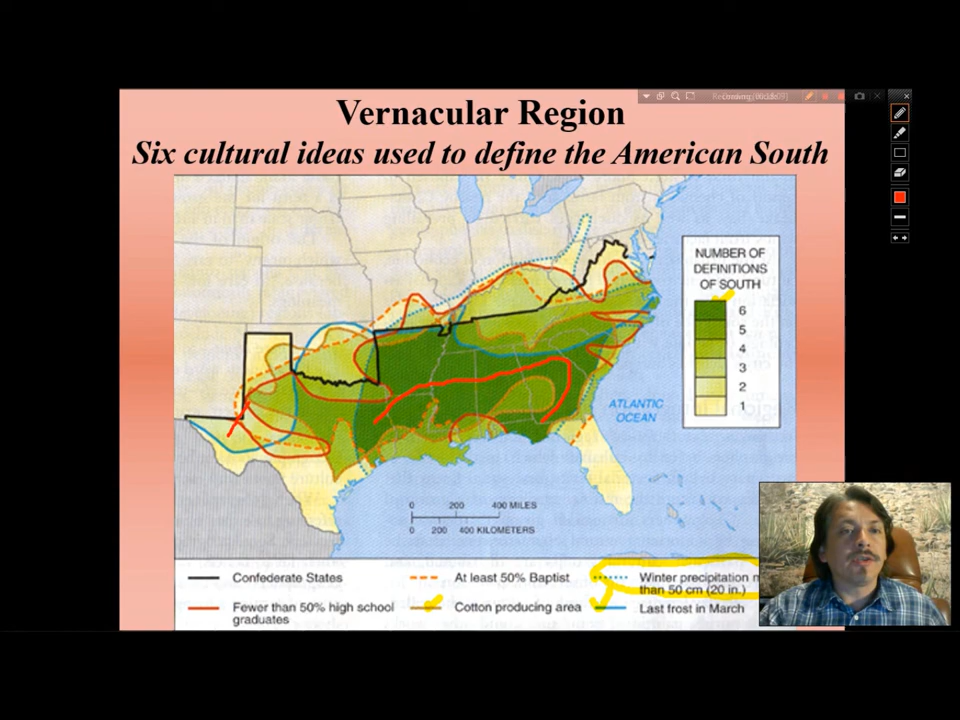 Vernacular Region
Six cultural ideas used to define the American South
NUMBER OF
DEFINITIONS
OF SOUTH
6
5
4
3
2
1
ATLANTIC
OCEAN
0 200 400 MILES
0 200 400 KILOMETERS
Confederate States
At least 50% Baptist
Winter precipitation
than 50 cm (20 in.)
Fewer than 50% high school
graduates
Cotton producing area
Last frost in March